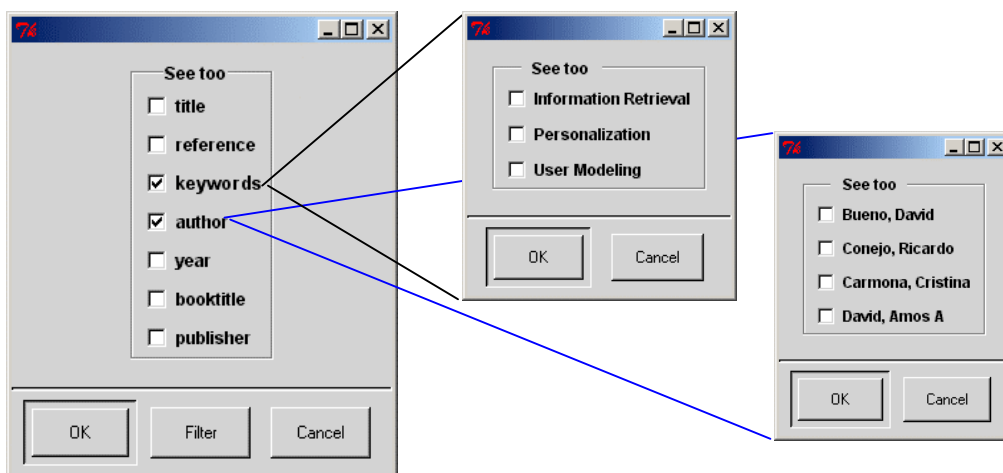 Tk
See too
title
reference
keywords
author
year
booktitle
publisher
OK
Filter
Cancel
Tk
See too
Information Retrieval
Personalization
User Modeling
OK
Cancel
Tk
See too
Bueno, David
Conejo, Ricardo
Carmona, Cristina
David, Amos A
OK
Cancel